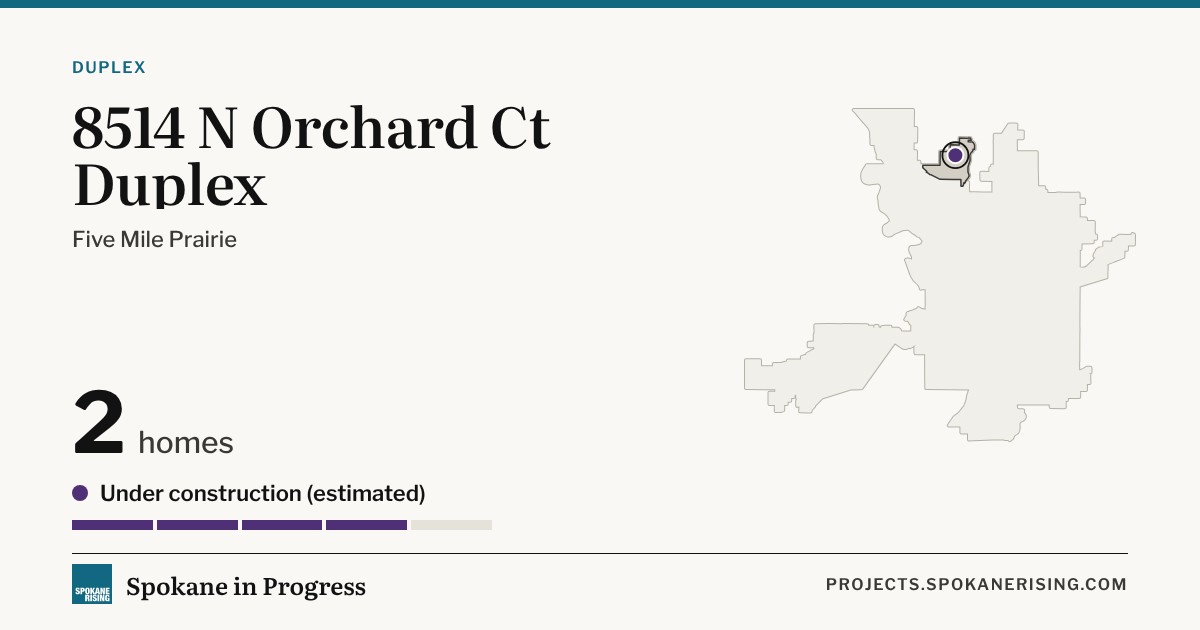 DUPLEX
8514 N Orchard Ct
Duplex
Five Mile Prairie
2 homes
Under construction (estimated)
SPOKANE
RISING
Spokane in Progress
PROJECTS.SPOKANERISING.COM